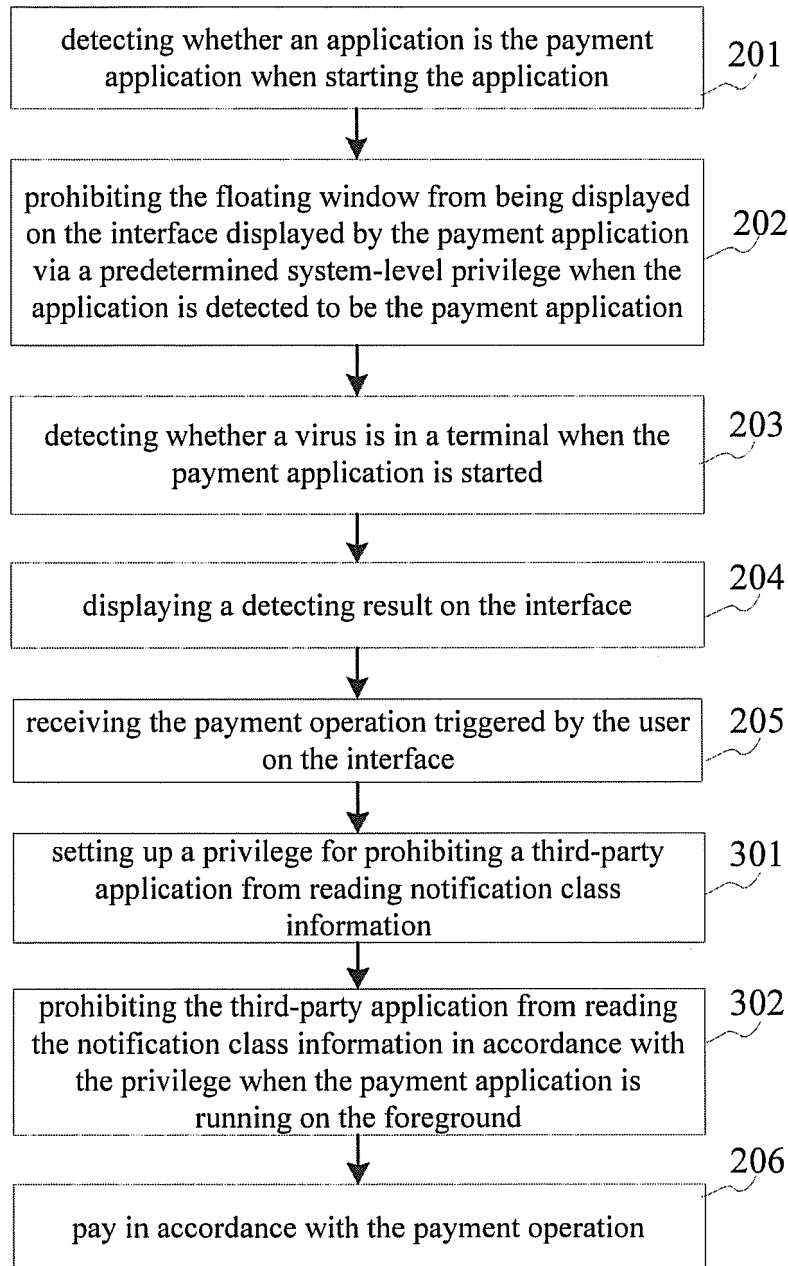 detecting whether an application is the payment
application when starting the application
201
prohibiting the floating window from being displayed
on the interface displayed by the payment application
via a predetermined system-level privilege when the
application is detected to be the payment application
202
detecting whether a virus is in a terminal when the
payment application is started
203
displaying a detecting result on the interface
204
receiving the payment operation triggered by the user
on the interface
205
setting up a privilege for prohibiting a third-party
application from reading notification class
information
301
prohibiting the third-party application from reading
the notification class information in accordance with
the privilege when the payment application is
running on the foreground
302
pay in accordance with the payment operation
206